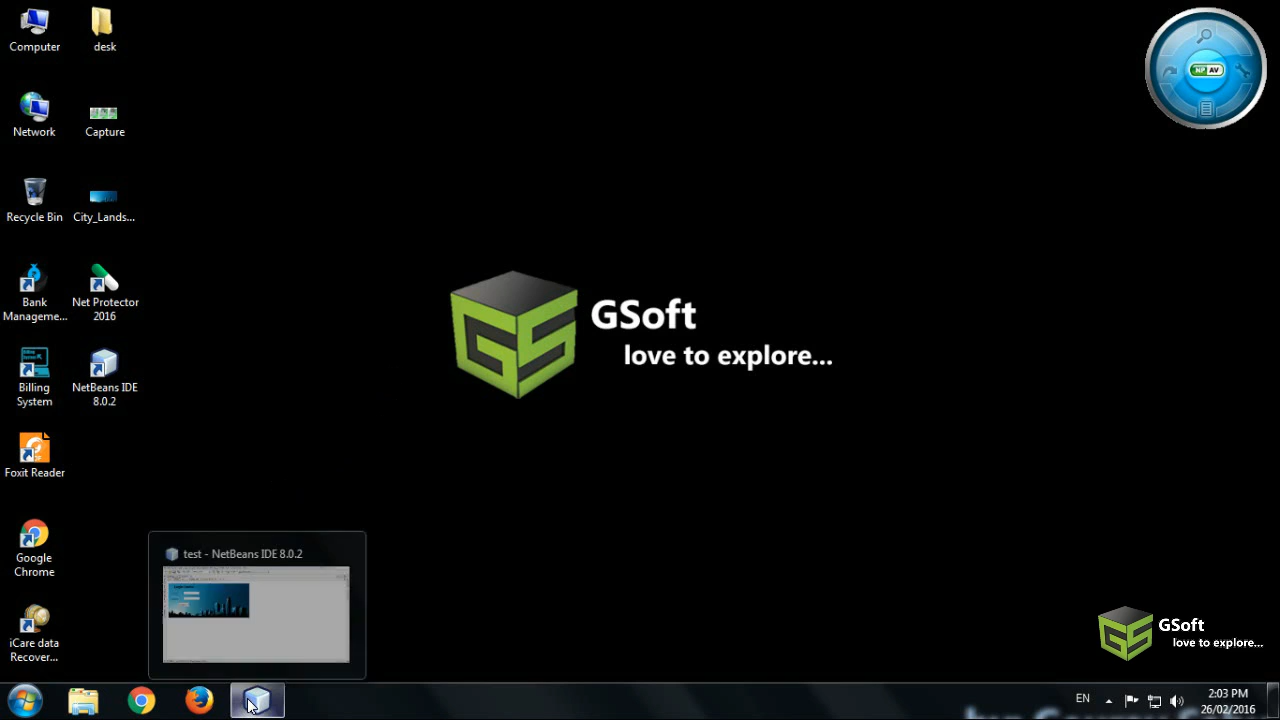 Computer
desk
Network
Capture
Recycle Bin
City_Lands...
Bank
Manageme...
Net Protector
2016
Billing
System
NetBeans IDE
8.0.2
Foxit Reader
Google
Chrome
iCare data
Recover...
NP AV
GSoft
love to explore...
test - NetBeans IDE 8.0.2
GSoft
love to explore...
EN
2:03 PM
26/02/2016